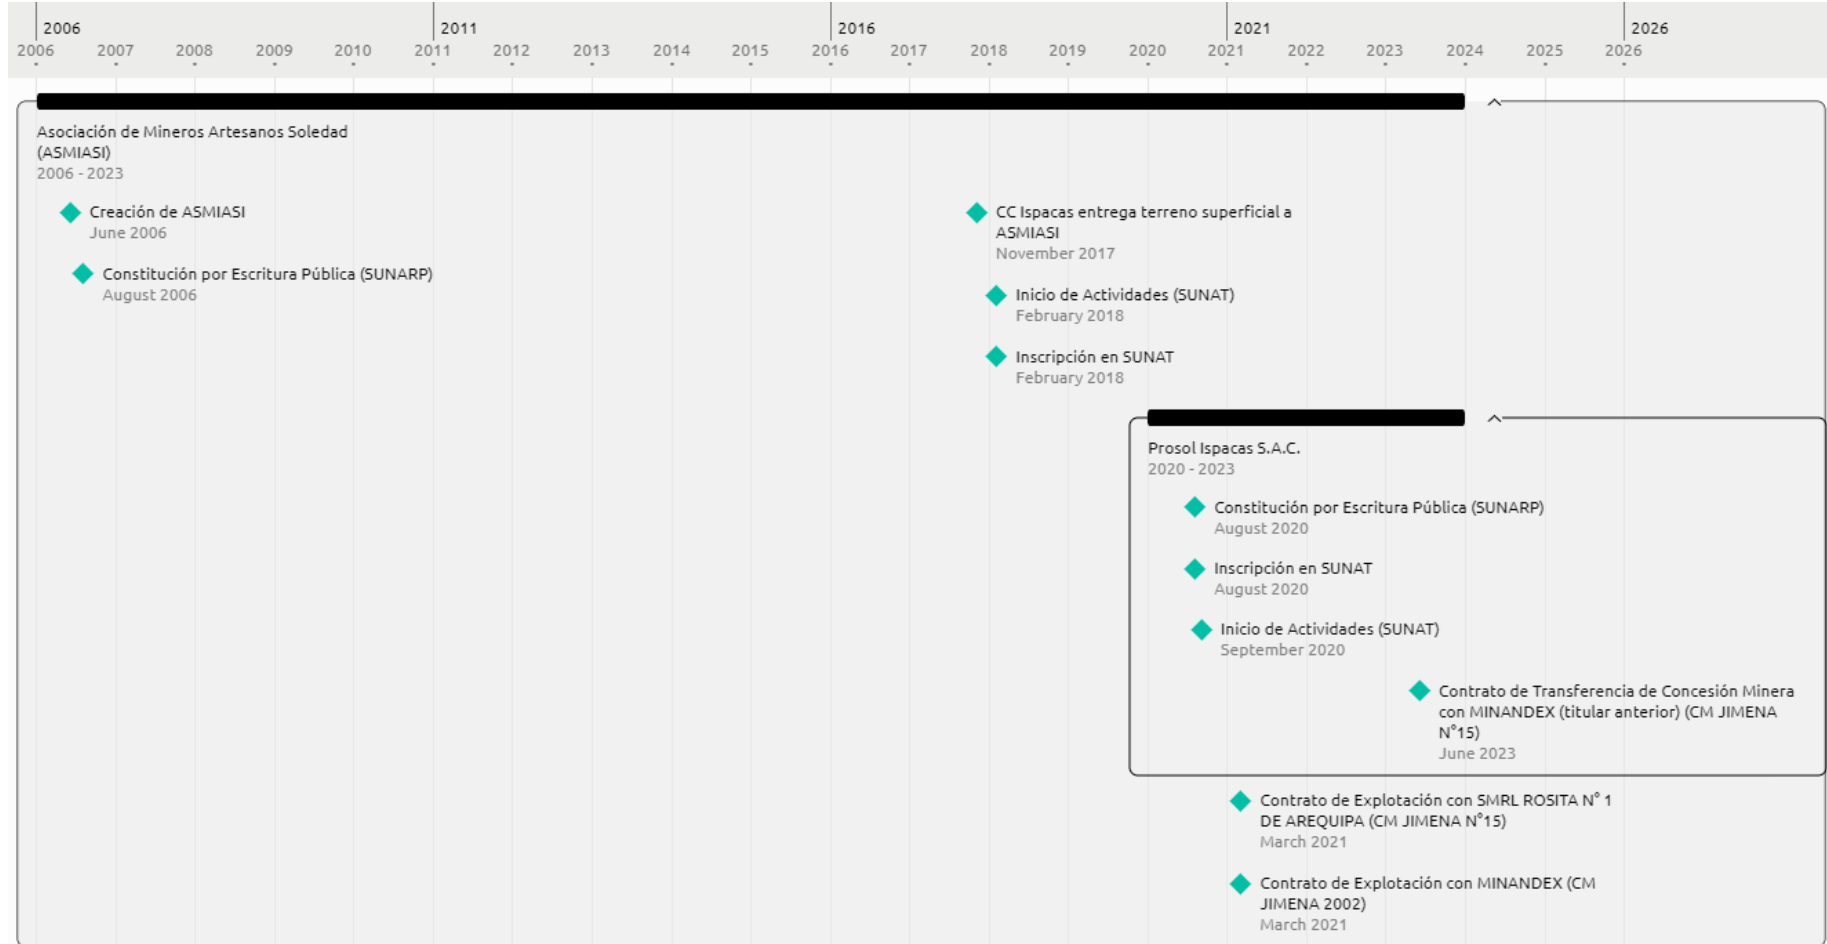 2006 2011 2016 2021 2026
2006 2007 2008 2009 2010 2011 2012 2013 2014 2015 2016 2017 2018 2019 2020 2021 2022 2023 2024 2025 2026
Asociación de Mineros Artesanos Soledad
(ASMIASI)
2006 - 2023
Creación de ASMIASI
June 2006
Constitución por Escritura Pública (SUNARP)
August 2006
CC Ispacas entrega terreno superficial a
ASMIASI
November 2017
Inicio de Actividades (SUNAT)
February 2018
Inscripción en SUNAT
February 2018
Prosol Ispacas S.A.C.
2020 - 2023
Constitución por Escritura Pública (SUNARP)
August 2020
Inscripción en SUNAT
August 2020
Inicio de Actividades (SUNAT)
September 2020
Contrato de Transferencia de Concesión Minera
con MINANDEX (titular anterior) (CM JIMENA
N°15)
June 2023
Contrato de Explotación con SMRL ROSITA N° 1
DE AREQUIPA (CM JIMENA N°15)
March 2021
Contrato de Explotación con MINANDEX (CM
JIMENA 2002)
March 2021